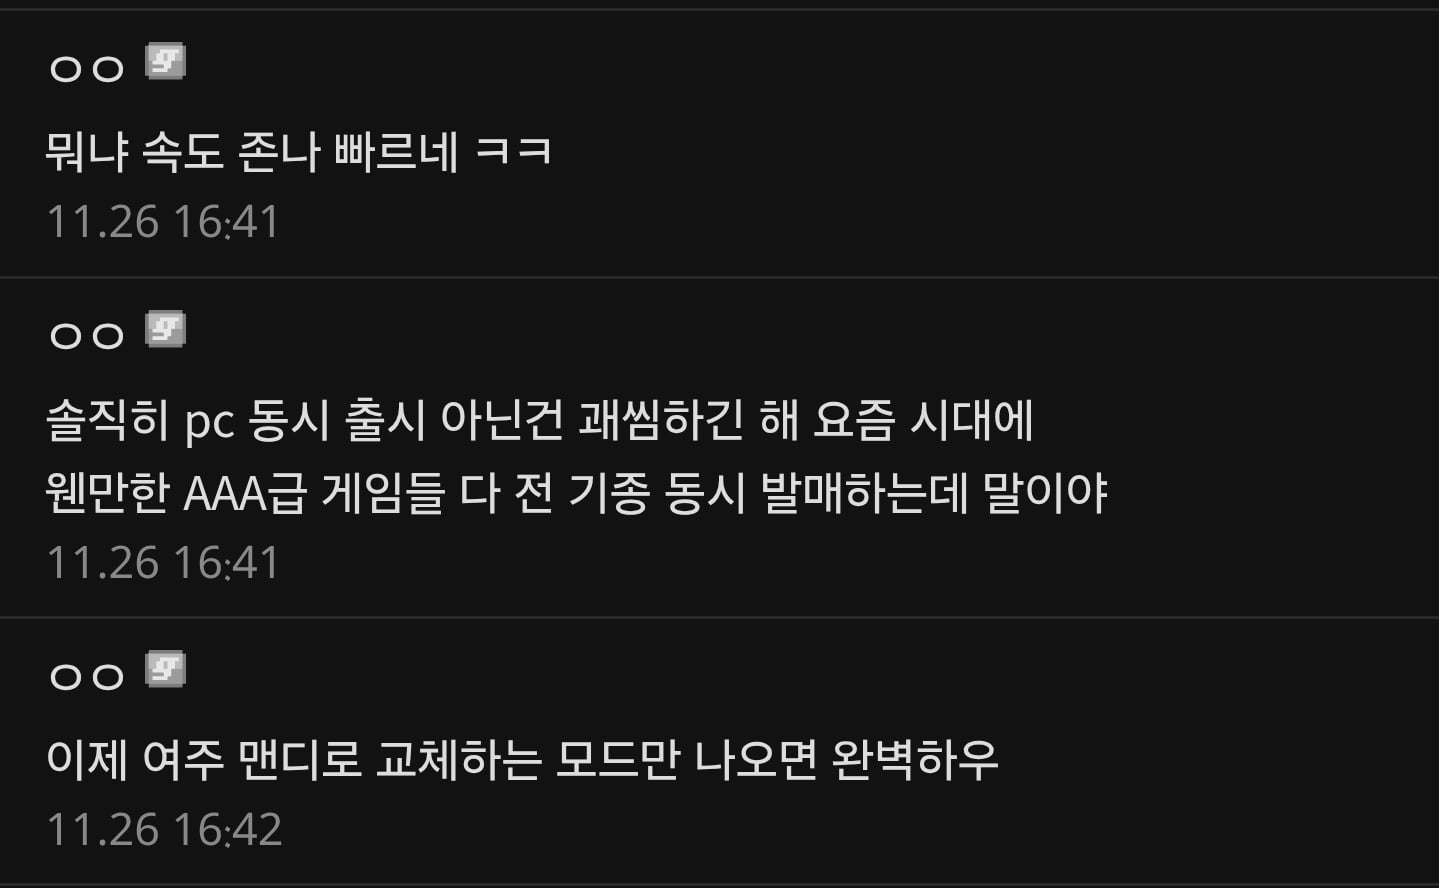 ㅇㅇ
뭐냐 속도 존나 빠르네 ㅋㅋ
11.26 16:41
ㅇㅇ
솔직히 pc 동시 출시 아닌건 괘씸하긴 해 요즘 시대에
웬만한 AAA급 게임들 다 전 기종 동시 발매하는데 말이야
11.26 16:41
ㅇㅇ
이제 여주 맨디로 교체하는 모드만 나오면 완벽하우
11.26 16:42